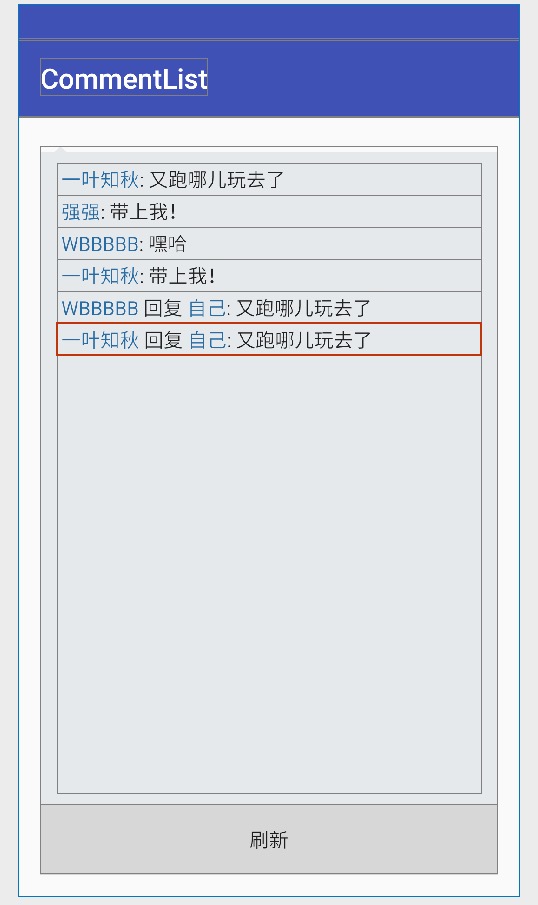 CommentList
一叶知秋: 又跑哪儿玩去了
强强: 带上我!
WBBBBB: 嘿哈
一叶知秋: 带上我!
WBBBBB 回复 自己: 又跑哪儿玩去了
一叶知秋 回复 自己: 又跑哪儿玩去了
刷新